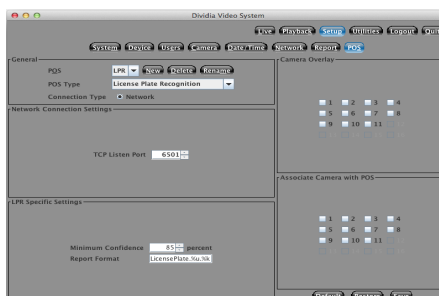 Dividia Video System
Live Playback Setup Utilities Logout Quit
System Device Users Camera Date/Time Network Report POS
General
POS LPR New Delete Rename
POS Type License Plate Recognition
Connection Type Network
Network Connection Settings
TCP Listen Port 6501
LPR Specific Settings
Minimum Confidence 85 percent
Report Format LicensePlate.%u.%k
Camera Overlay
1 2 3 4
5 6 7 8
9 10 11
Associate Camera with POS
1 2 3 4
5 6 7 8
9 10 11
Default Restore Save